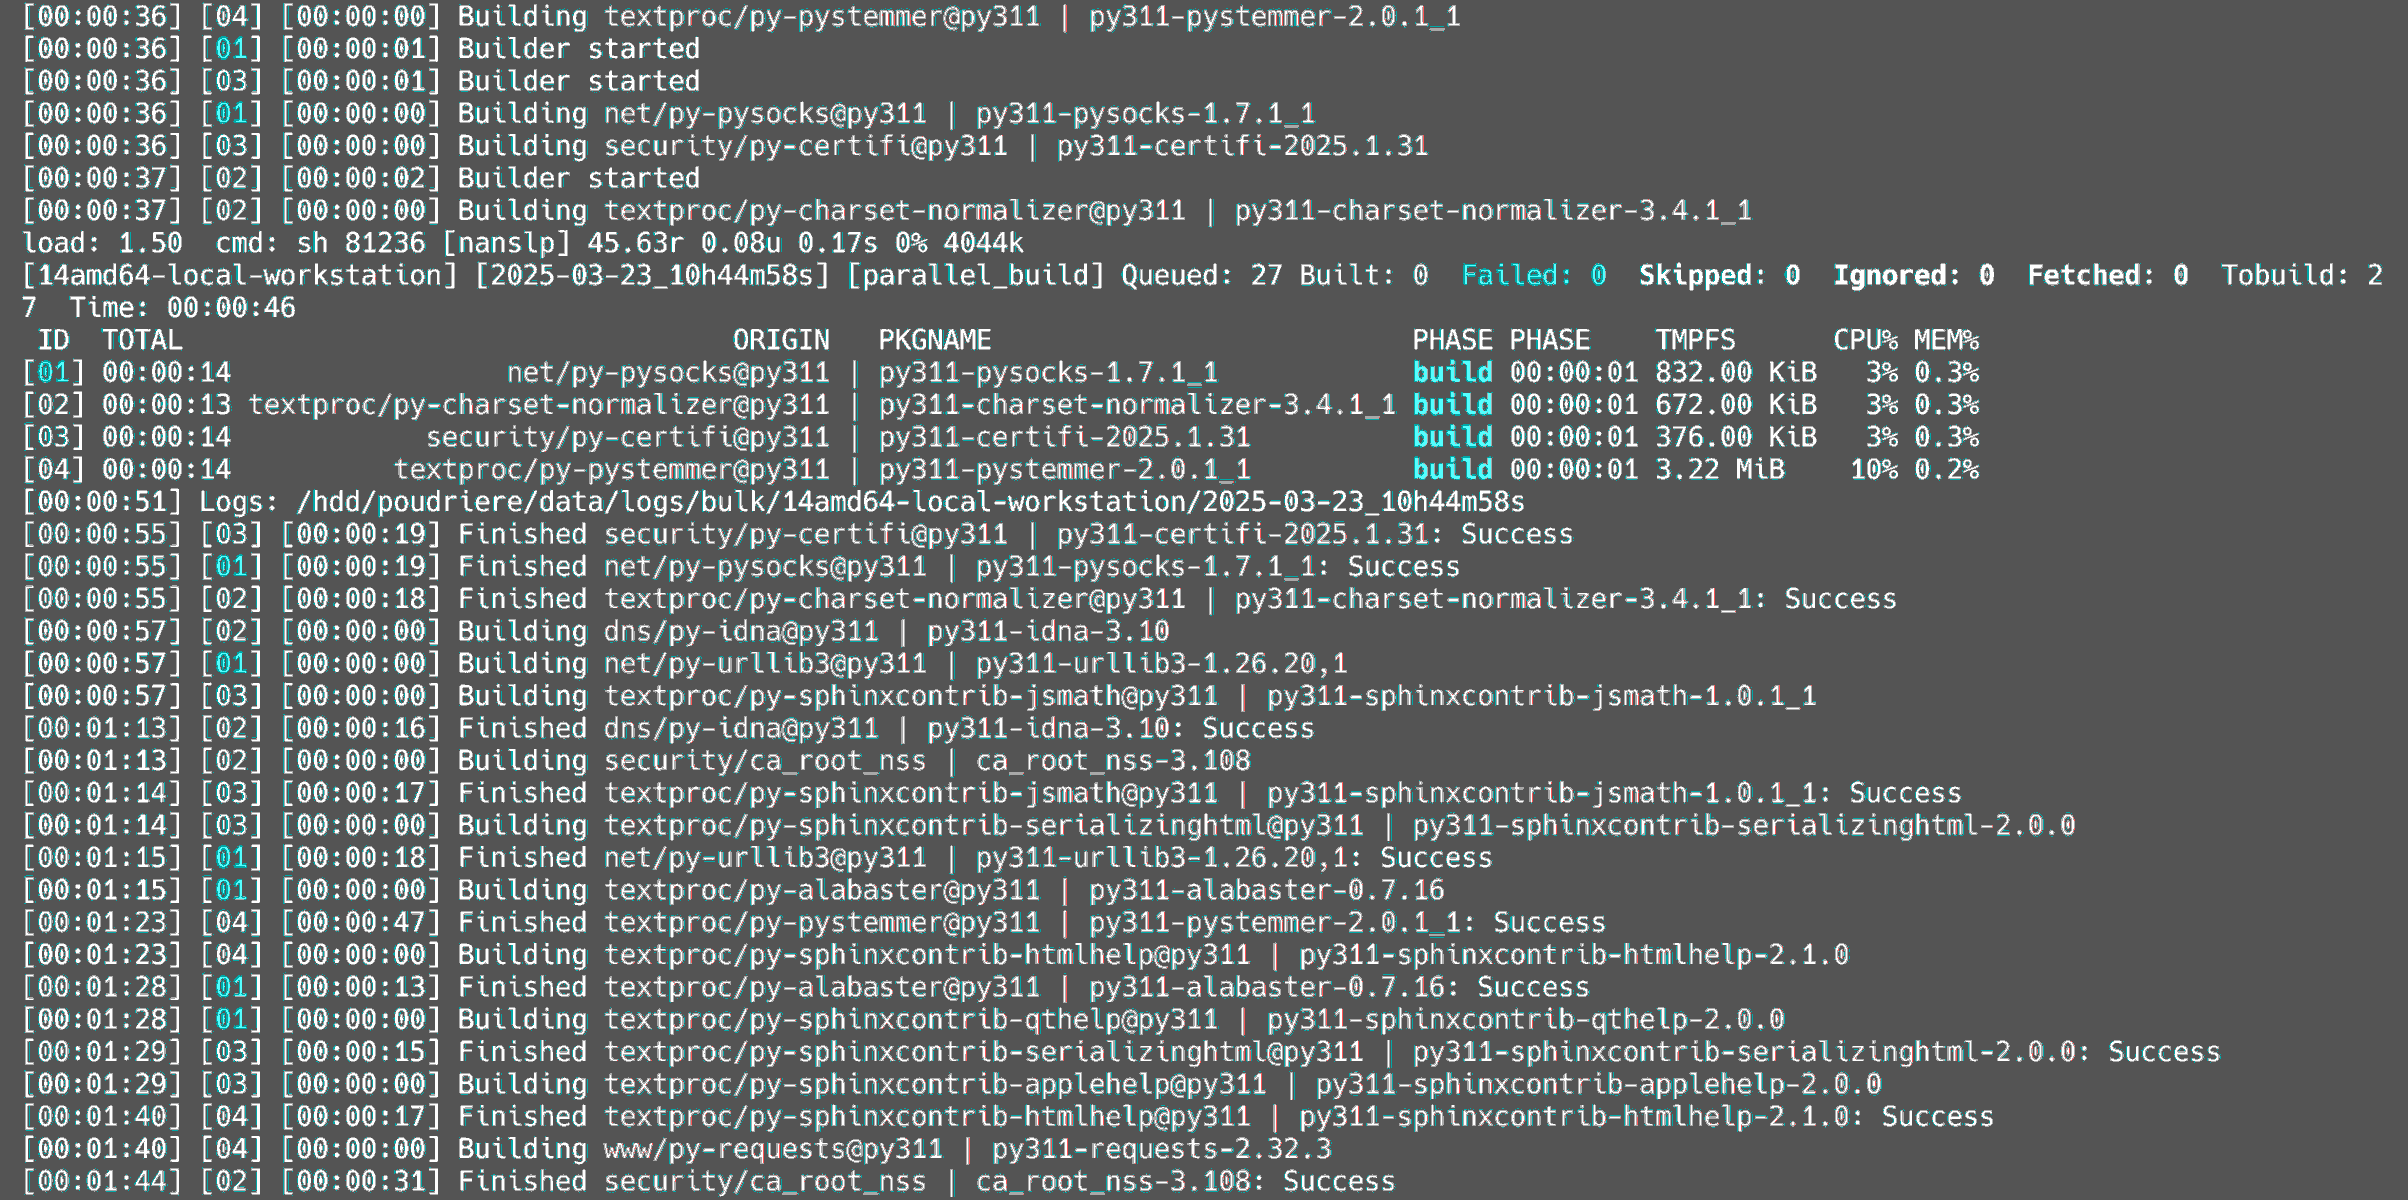 [00:00:36] [04] [00:00:00] Building textproc/py-pystemmer@py311 | py311-pystemmer-2.0.1_1
[00:00:36] [01] [00:00:01] Builder started
[00:00:36] [03] [00:00:01] Builder started
[00:00:36] [01] [00:00:00] Building net/py-pysocks@py311 | py311-pysocks-1.7.1_1
[00:00:36] [03] [00:00:00] Building security/py-certifi@py311 | py311-certifi-2025.1.31
[00:00:37] [02] [00:00:02] Builder started
[00:00:37] [02] [00:00:00] Building textproc/py-charset-normalizer@py311 | py311-charset-normalizer-3.4.1_1
load: 1.50  cmd: sh 81236 [nanslp] 45.63r 0.08u 0.17s 0% 4044k
[14amd64-local-workstation] [2025-03-23_10h44m58s] [parallel_build] Queued: 27 Built: 0  Failed: 0  Skipped: 0  Ignored: 0  Fetched: 0  Tobuild: 2
7  Time: 00:00:46
ID  TOTAL  ORIGIN  PKGNAME  PHASE PHASE  TMPFS  CPU% MEM%
[01] 00:00:14 net/py-pysocks@py311 | py311-pysocks-1.7.1_1 build 00:00:01 832.00 KiB 3% 0.3%
[02] 00:00:13 textproc/py-charset-normalizer@py311 | py311-charset-normalizer-3.4.1_1 build 00:00:01 672.00 KiB 3% 0.3%
[03] 00:00:14 security/py-certifi@py311 | py311-certifi-2025.1.31 build 00:00:01 376.00 KiB 3% 0.3%
[04] 00:00:14 textproc/py-pystemmer@py311 | py311-pystemmer-2.0.1_1 build 00:00:01 3.22 MiB 10% 0.2%
[00:00:51] Logs: /hdd/poudriere/data/logs/bulk/14amd64-local-workstation/2025-03-23_10h44m58s
[00:00:55] [03] [00:00:19] Finished security/py-certifi@py311 | py311-certifi-2025.1.31: Success
[00:00:55] [01] [00:00:19] Finished net/py-pysocks@py311 | py311-pysocks-1.7.1_1: Success
[00:00:55] [02] [00:00:18] Finished textproc/py-charset-normalizer@py311 | py311-charset-normalizer-3.4.1_1: Success
[00:00:57] [02] [00:00:00] Building dns/py-idna@py311 | py311-idna-3.10
[00:00:57] [01] [00:00:00] Building net/py-urllib3@py311 | py311-urllib3-1.26.20,1
[00:00:57] [03] [00:00:00] Building textproc/py-sphinxcontrib-jsmath@py311 | py311-sphinxcontrib-jsmath-1.0.1_1
[00:01:13] [02] [00:00:16] Finished dns/py-idna@py311 | py311-idna-3.10: Success
[00:01:13] [02] [00:00:00] Building security/ca_root_nss | ca_root_nss-3.108
[00:01:14] [03] [00:00:17] Finished textproc/py-sphinxcontrib-jsmath@py311 | py311-sphinxcontrib-jsmath-1.0.1_1: Success
[00:01:14] [03] [00:00:00] Building textproc/py-sphinxcontrib-serializinghtml@py311 | py311-sphinxcontrib-serializinghtml-2.0.0
[00:01:15] [01] [00:00:18] Finished net/py-urllib3@py311 | py311-urllib3-1.26.20,1: Success
[00:01:15] [01] [00:00:00] Building textproc/py-alabaster@py311 | py311-alabaster-0.7.16
[00:01:23] [04] [00:00:47] Finished textproc/py-pystemmer@py311 | py311-pystemmer-2.0.1_1: Success
[00:01:23] [04] [00:00:00] Building textproc/py-sphinxcontrib-htmlhelp@py311 | py311-sphinxcontrib-htmlhelp-2.1.0
[00:01:28] [01] [00:00:13] Finished textproc/py-alabaster@py311 | py311-alabaster-0.7.16: Success
[00:01:28] [01] [00:00:00] Building textproc/py-sphinxcontrib-qthelp@py311 | py311-sphinxcontrib-qthelp-2.0.0
[00:01:29] [03] [00:00:15] Finished textproc/py-sphinxcontrib-serializinghtml@py311 | py311-sphinxcontrib-serializinghtml-2.0.0: Success
[00:01:29] [03] [00:00:00] Building textproc/py-sphinxcontrib-applehelp@py311 | py311-sphinxcontrib-applehelp-2.0.0
[00:01:40] [04] [00:00:17] Finished textproc/py-sphinxcontrib-htmlhelp@py311 | py311-sphinxcontrib-htmlhelp-2.1.0: Success
[00:01:40] [04] [00:00:00] Building www/py-requests@py311 | py311-requests-2.32.3
[00:01:44] [02] [00:00:31] Finished security/ca_root_nss | ca_root_nss-3.108: Success